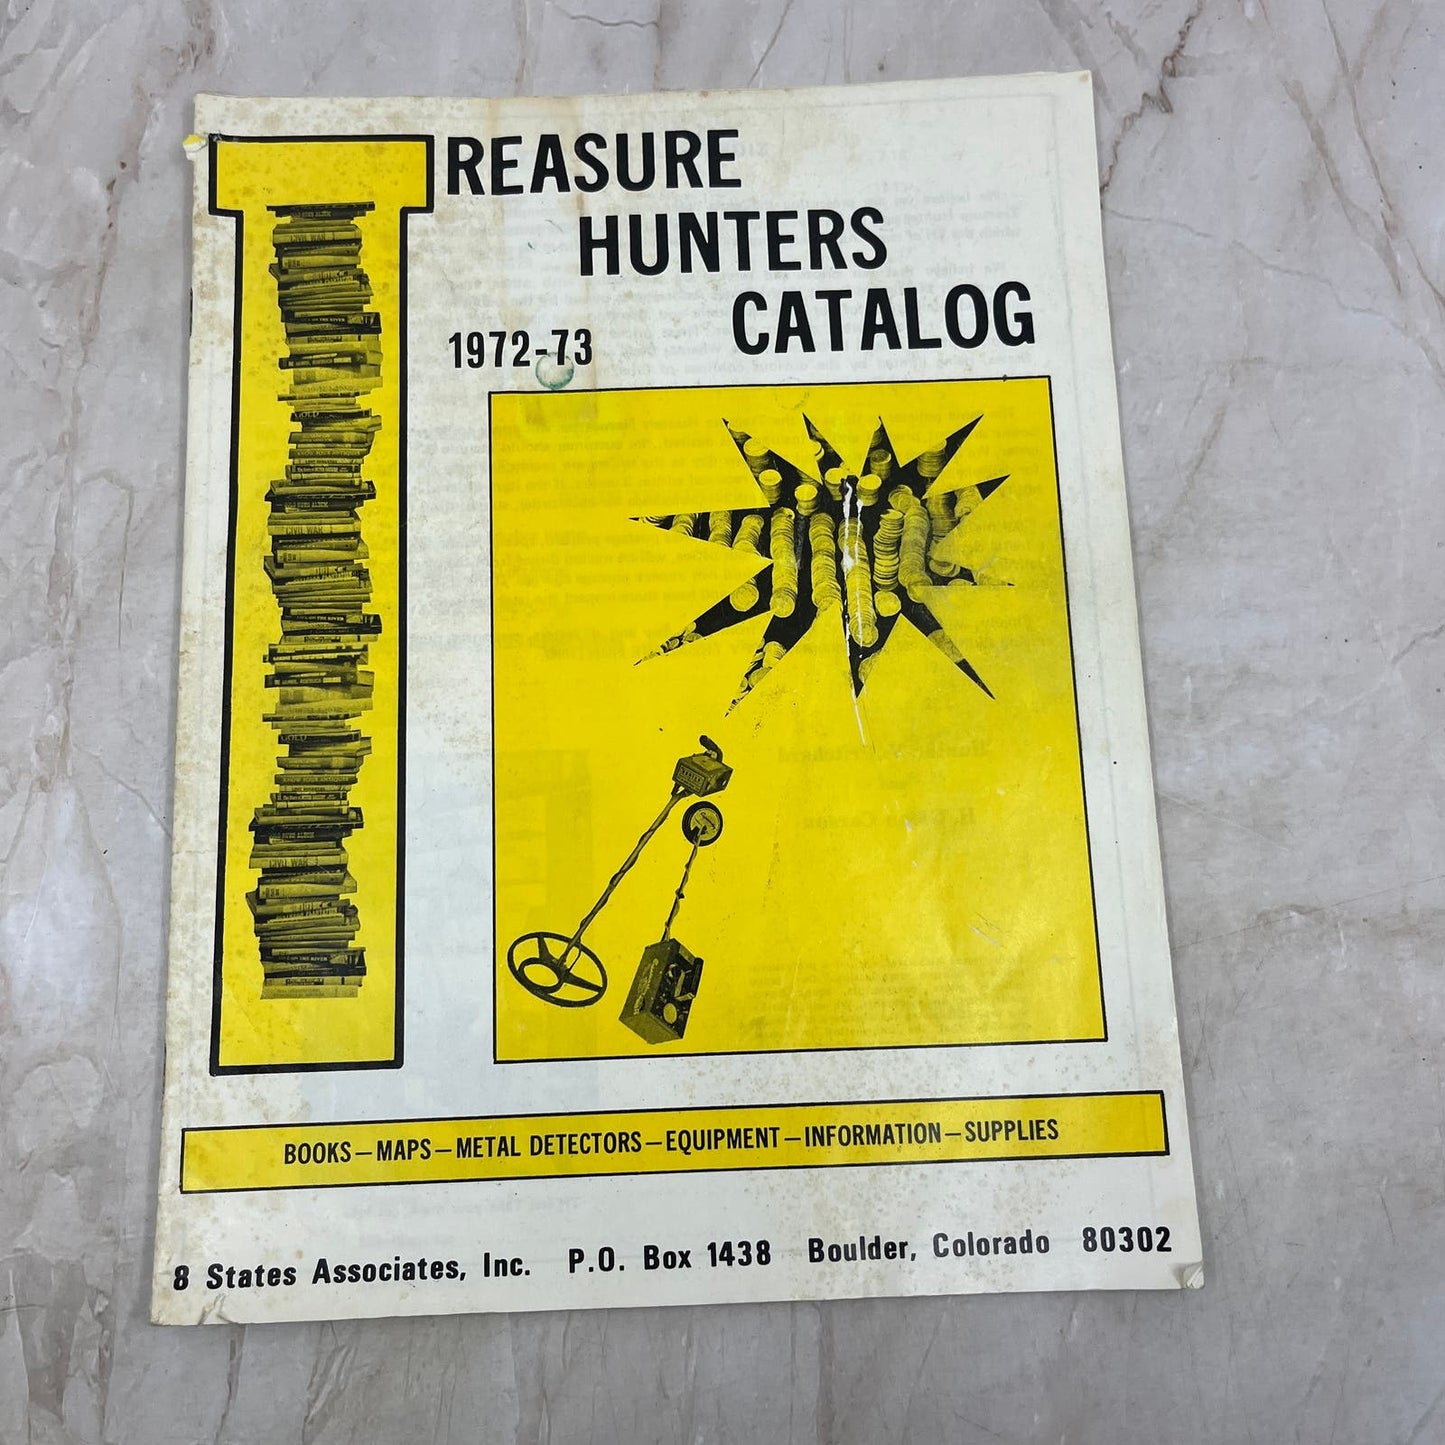 TREASURE
HUNTERS
CATALOG
1972-73
BOOKS—MAPS—METAL DETECTORS—EQUIPMENT—INFORMATION—SUPPLIES
8 States Associates, Inc. P.O. Box 1438 Boulder, Colorado 80302